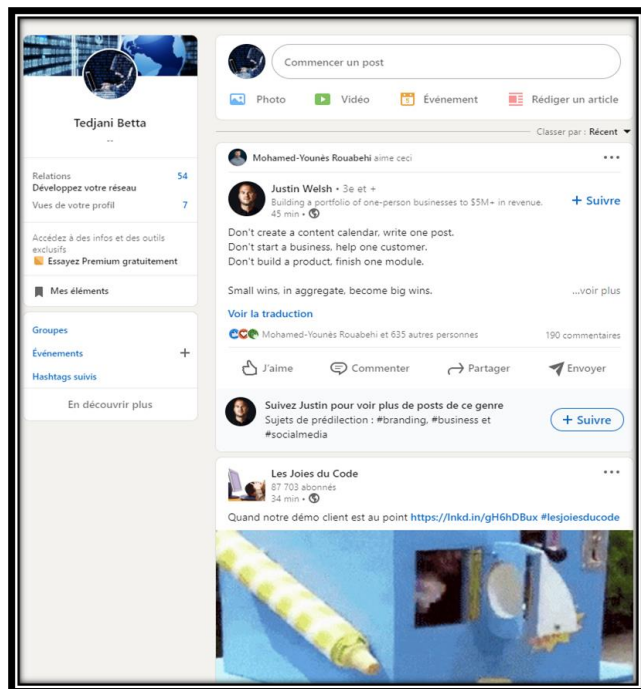 Tedjani Betta
--
Relations 54
Développez votre réseau
Vues de votre profil 7
Accédez à des infos et des outils
exclusifs
Essayez Premium gratuitement
Mes éléments
Groupes
Événements +
Hashtags suivis
En découvrir plus
Commencer un post
Photo Vidéo Événement Rédiger un article
Classer par : Récent
Mohamed-Younès Rouabehi aime ceci
Justin Welsh • 3e et +
Building a portfolio of one-person businesses to $5M+ in revenue.
45 min •
+ Suivre
Don't create a content calendar, write one post.
Don't start a business, help one customer.
Don't build a product, finish one module.
Small wins, in aggregate, become big wins.
...voir plus
Voir la traduction
Mohamed-Younès Rouabehi et 635 autres personnes 190 commentaires
J'aime Commenter Partager Envoyer
Suivez Justin pour voir plus de posts de ce genre
Sujets de prédilection : #branding, #business et
#socialmedia
+ Suivre
Les Joies du Code
87 703 abonnés
34 min •
Quand notre démo client est au point https://lnkd.in/gH6hDBux #lesjoiesducode